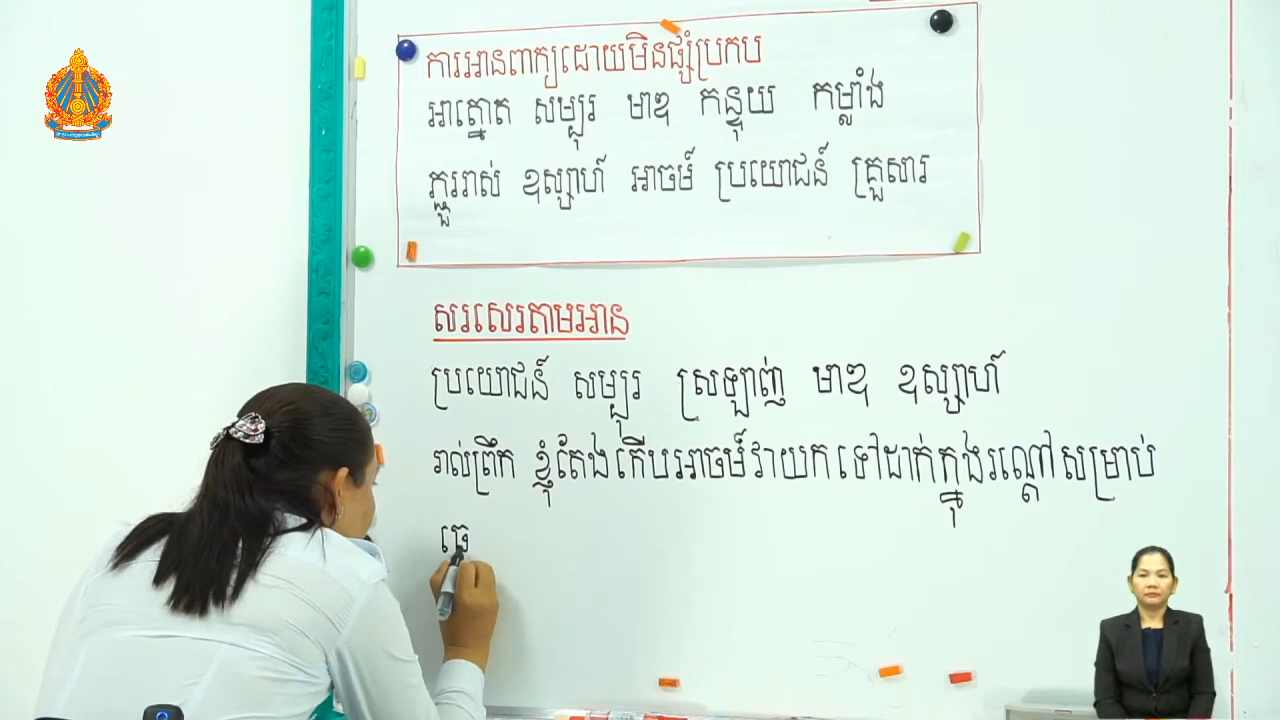 ការអានពាក្យដោយមិនផ្សំប្រកប
អាត្នោត សម្បុរ មាឌ កន្ទុយ កម្លាំង
ភ្ជួររាស់ ឧស្សាហ៍ អាចម៍ ប្រយោជន៍ គ្រួសារ
សរសេរតាមអាន
ប្រយោជន៍ សម្បុរ ស្រឡាញ់ មាឌ ឧស្សាហ៍
រាល់ព្រឹក ខ្ញុំតែងកើបអាចម៍វាយកទៅដាក់ក្នុងរណ្តៅសម្រាប់
ធ្វើ